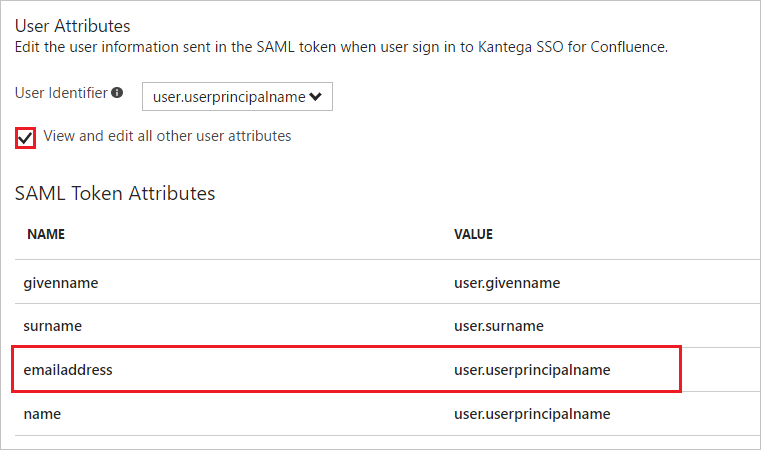 User Attributes
Edit the user information sent in the SAML token when user sign in to Kantega SSO for Confluence.
User Identifier user.userprincipalname
View and edit all other user attributes
SAML Token Attributes
NAME VALUE
givenname user.givenname
surname user.surname
emailaddress user.userprincipalname
name user.userprincipalname